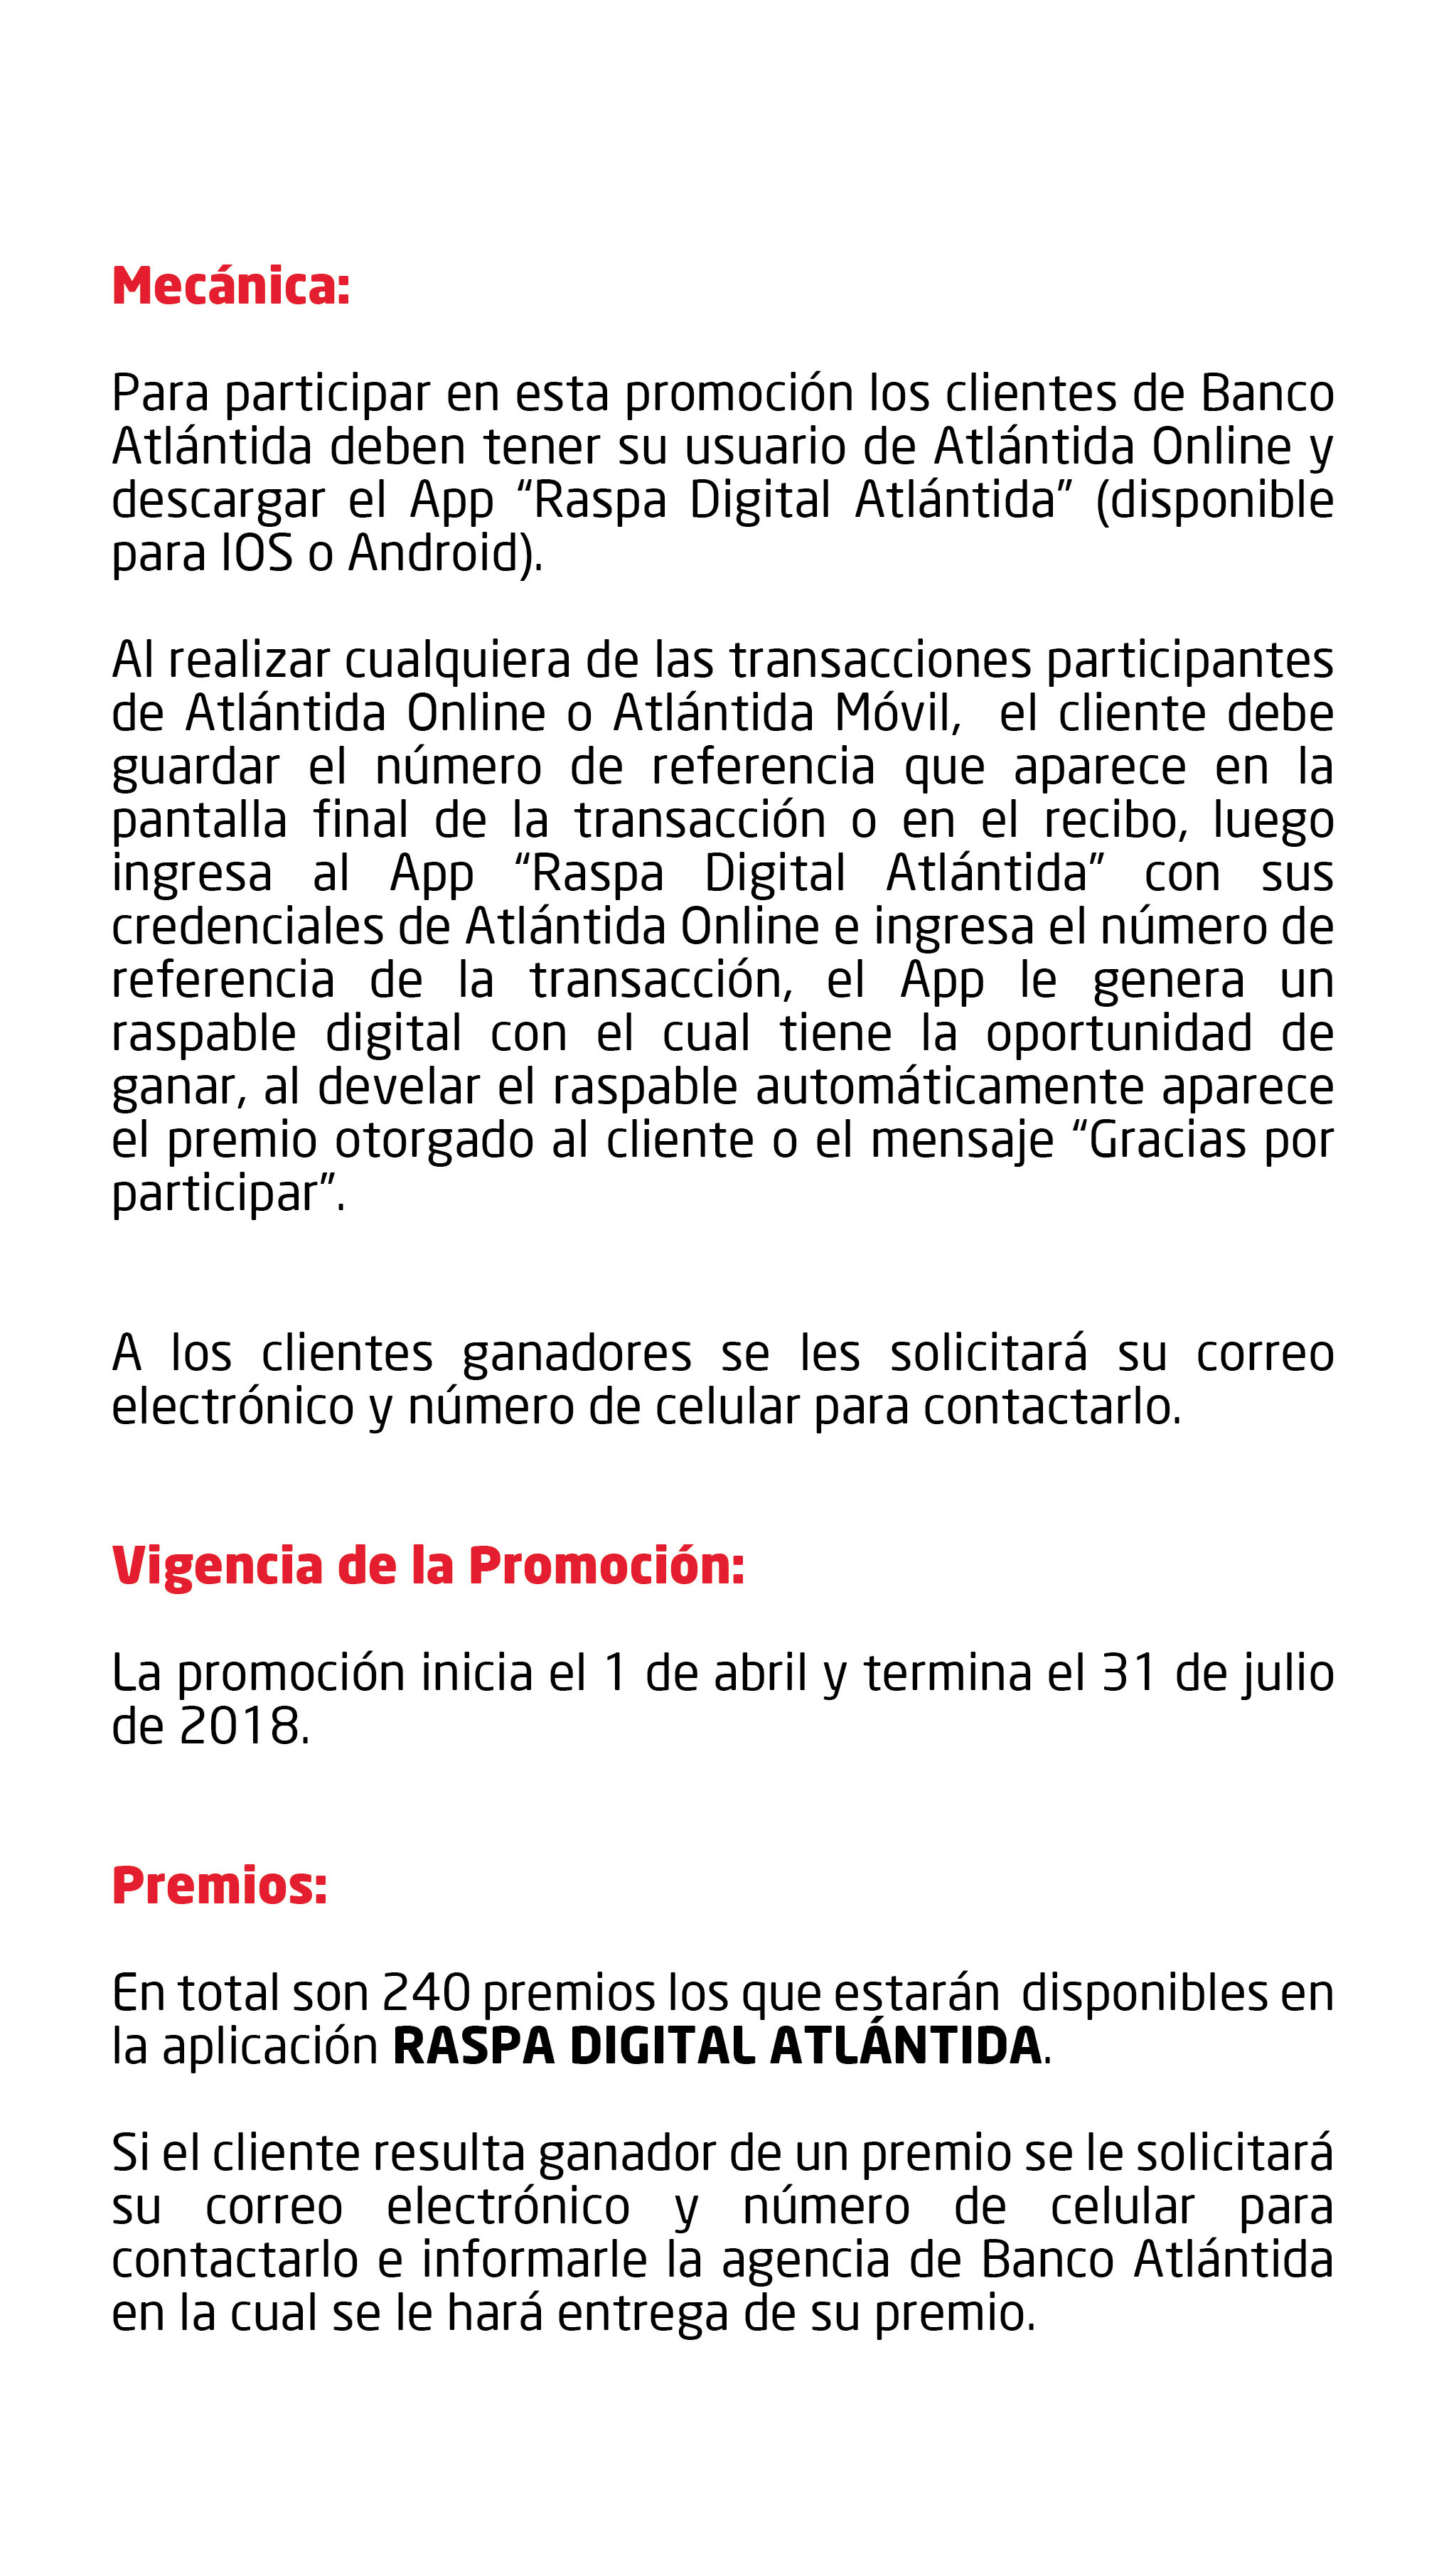 Mecánica:
Para participar en esta promoción los clientes de Banco
Atlántida deben tener su usuario de Atlántida Online y
descargar el App “Raspa Digital Atlántida” (disponible
para IOS o Android).
Al realizar cualquiera de las transacciones participantes
de Atlántida Online o Atlántida Móvil,  el cliente debe
guardar el número de referencia que aparece en la
pantalla final de la transacción o en el recibo, luego
ingresa al App “Raspa Digital Atlántida” con sus
credenciales de Atlántida Online e ingresa el número de
referencia de la transacción, el App le genera un
raspable digital con el cual tiene la oportunidad de
ganar, al develar el raspable automáticamente aparece
el premio otorgado al cliente o el mensaje “Gracias por
participar”.
A los clientes ganadores se les solicitará su correo
electrónico y número de celular para contactarlo.
Vigencia de la Promoción:
La promoción inicia el 1 de abril y termina el 31 de julio
de 2018.
Premios:
En total son 240 premios los que estarán  disponibles en
la aplicación RASPA DIGITAL ATLÁNTIDA.
Si el cliente resulta ganador de un premio se le solicitará
su correo electrónico y número de celular para
contactarlo e informarle la agencia de Banco Atlántida
en la cual se le hará entrega de su premio.